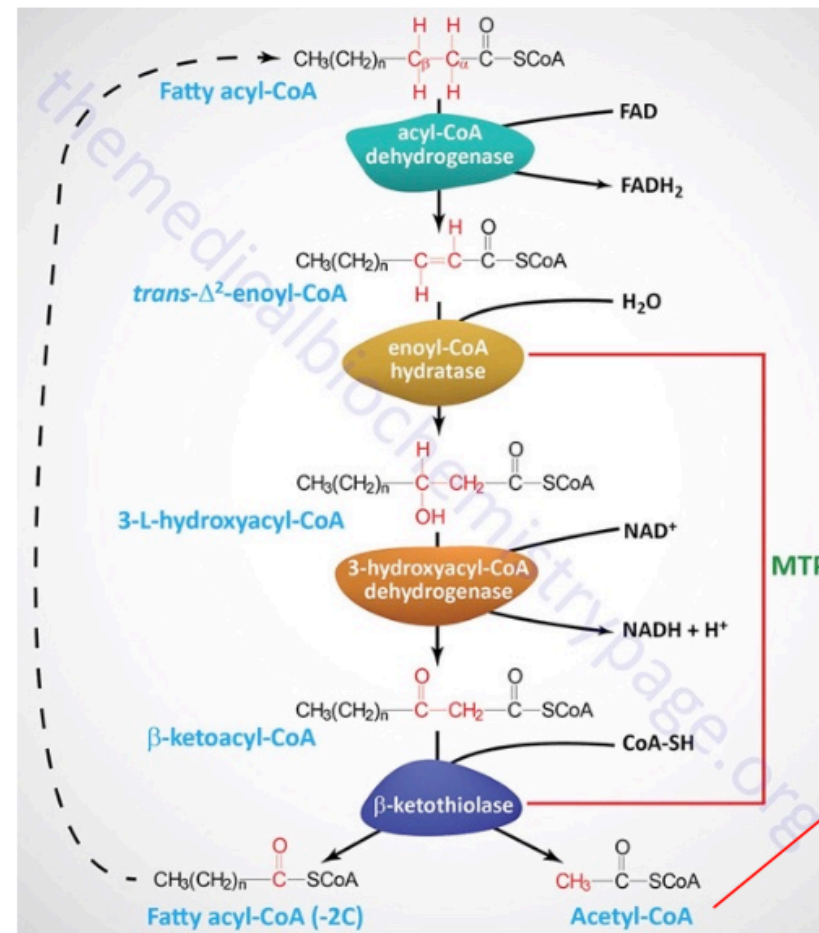 H H O
CH₃(CH₂)ₙ—Cᵦ—Cα—C—SCoA
H H
Fatty acyl-CoA
acyl-CoA
dehydrogenase
FAD
FADH₂
H O
CH₃(CH₂)ₙ—C=C—C—SCoA
H
trans-Δ²-enoyl-CoA
H₂O
enoyl-CoA
hydratase
H O
CH₃(CH₂)ₙ—C—CH₂—C—SCoA
OH
3-L-hydroxyacyl-CoA
NAD⁺
3-hydroxyacyl-CoA
dehydrogenase
MTP
NADH + H⁺
O O
CH₃(CH₂)ₙ—C—CH₂—C—SCoA
β-ketoacyl-CoA
CoA-SH
β-ketothiolase
O O
CH₃(CH₂)ₙ—C—SCoA CH₃—C—SCoA
Fatty acyl-CoA (-2C) Acetyl-CoA
themedicalbiochemistrypage.org